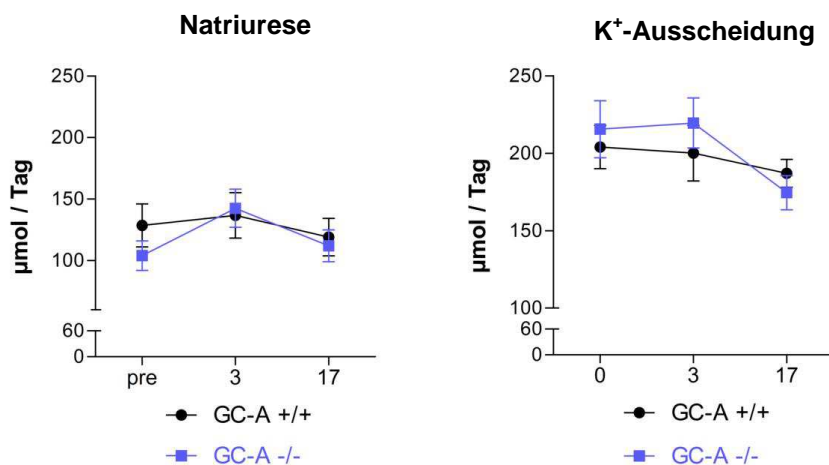 Natriurese
250
200
150
100
60
0
µmol / Tag
pre 3 17
GC-A +/+
GC-A -/-
K⁺-Ausscheidung
250
200
150
100
60
0
µmol / Tag
0 3 17
GC-A +/+
GC-A -/-